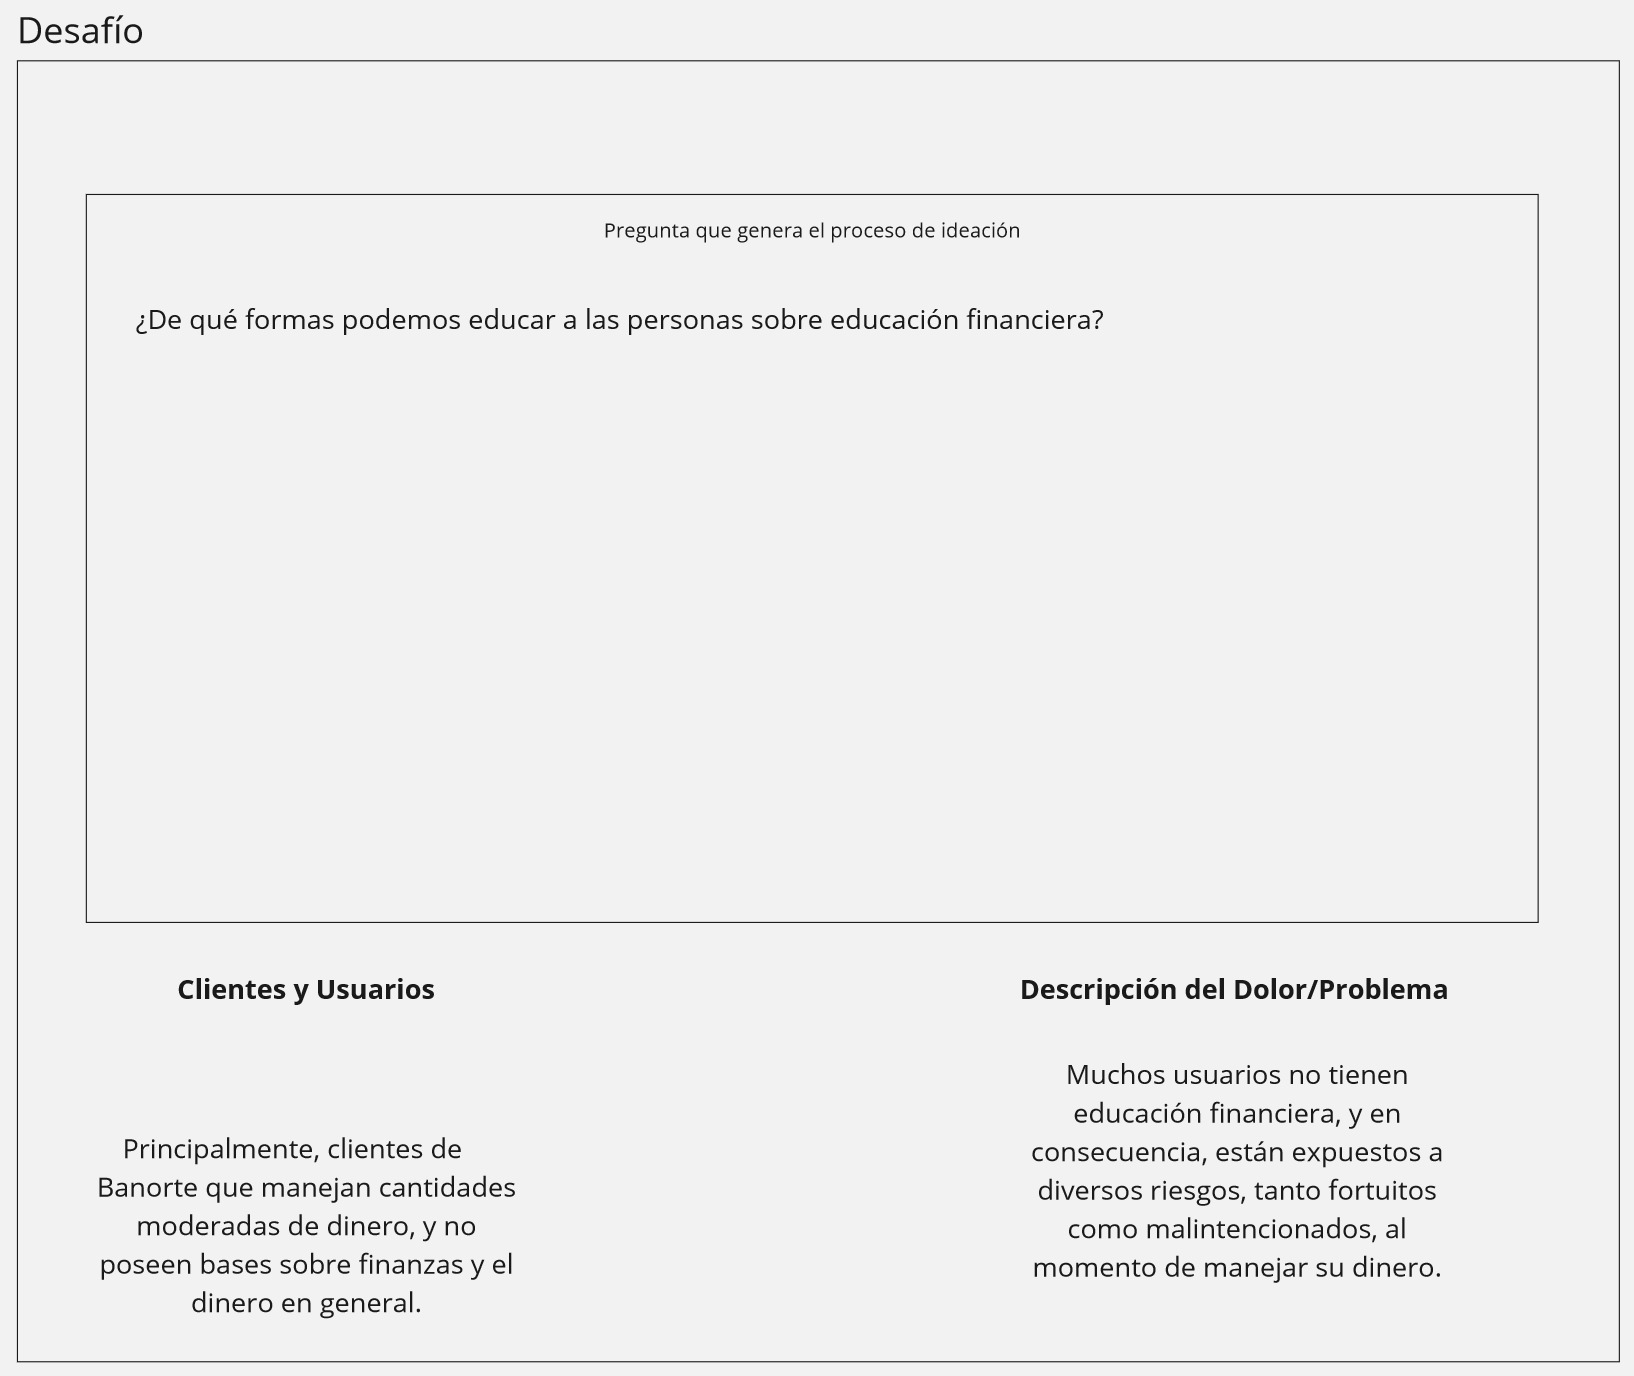 Desafío
Pregunta que genera el proceso de ideación
¿De qué formas podemos educar a las personas sobre educación financiera?
Clientes y Usuarios
Principalmente, clientes de
Banorte que manejan cantidades
moderadas de dinero, y no
poseen bases sobre finanzas y el
dinero en general.
Descripción del Dolor/Problema
Muchos usuarios no tienen
educación financiera, y en
consecuencia, están expuestos a
diversos riesgos, tanto fortuitos
como malintencionados, al
momento de manejar su dinero.